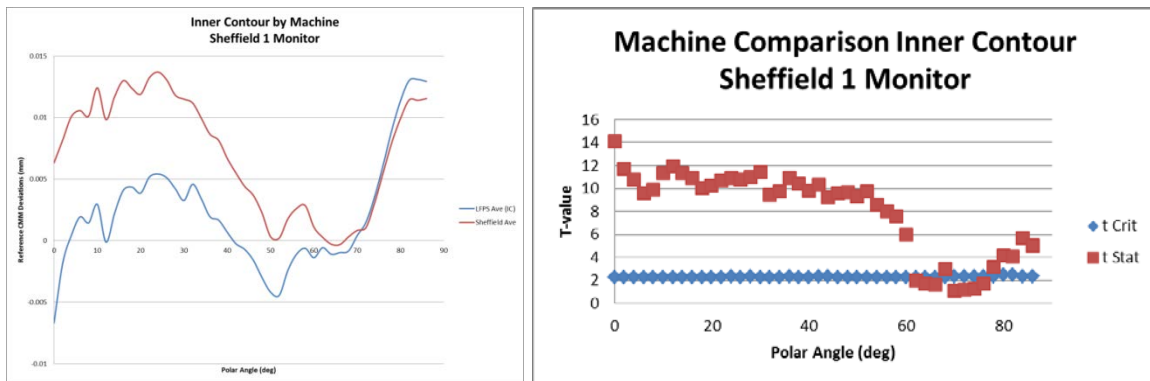 Inner Contour by Machine
Sheffield 1 Monitor
Reference CMM Deviations (mm)
0.015
0.01
0.005
0
-0.005
-0.01
0 10 20 30 40 50 60 70 80 90
Polar Angle (deg)
LFPS Ave (IC)
Sheffield Ave
Machine Comparison Inner Contour
Sheffield 1 Monitor
T-value
16
14
12
10
8
6
4
2
0
0 20 40 60 80
Polar Angle (deg)
t Crit
t Stat